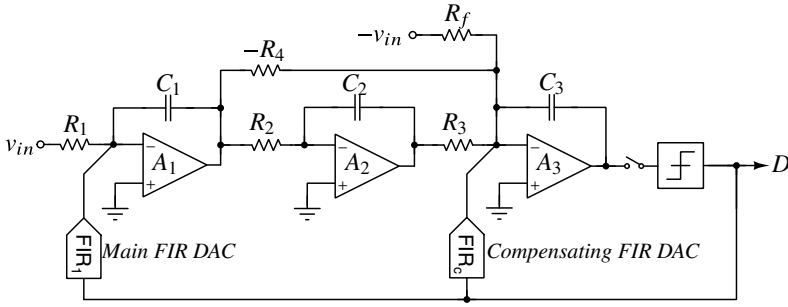 −v_in
R_f
−R_4
C_1
C_2
C_3
v_in
R_1
R_2
R_3
−
A_1
+
−
A_2
+
−
A_3
+
D
FIR_1
Main FIR DAC
FIR_c
Compensating FIR DAC